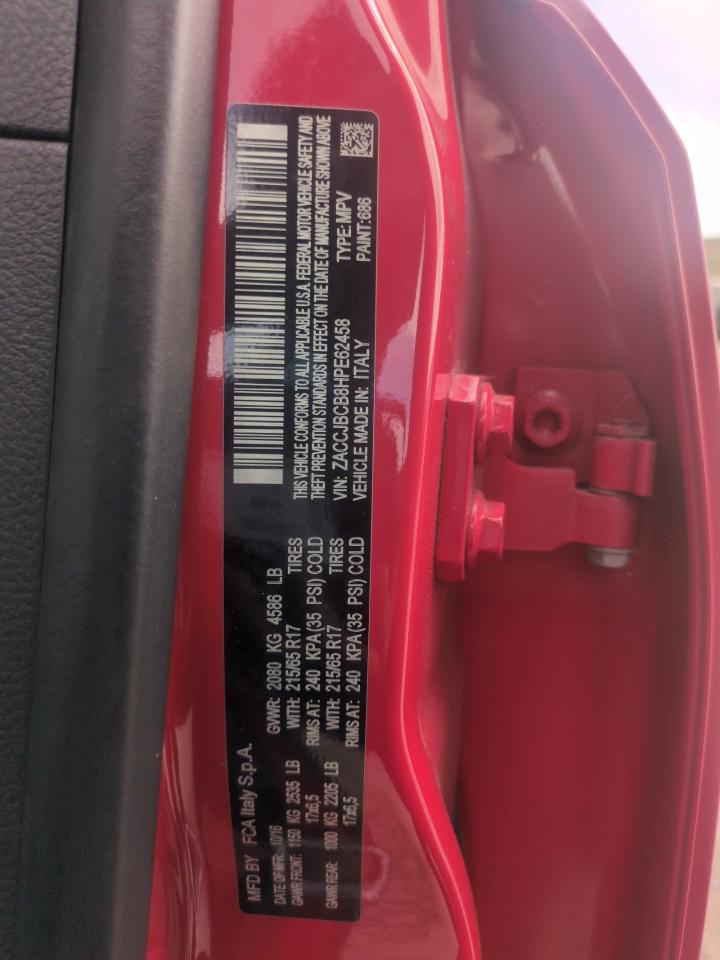 MFD BY FCA Italy S.p.A.
DATE OF MFR: 10/16 GVWR: 2080 KG 4586 LB
GAWR FRONT: 1150 KG 2535 LB WITH: 215/65 R17 TIRES
17x6,5 RIMS AT: 240 KPA(35 PSI) COLD
GAWR REAR: 1000 KG 2205 LB WITH: 215/65 R17 TIRES
17x6,5 RIMS AT: 240 KPA(35 PSI) COLD
THIS VEHICLE CONFORMS TO ALL APPLICABLE U.S.A. FEDERAL MOTOR VEHICLE SAFETY AND
THEFT PREVENTION STANDARDS IN EFFECT ON THE DATE OF MANUFACTURE SHOWN ABOVE
VIN: ZACCJBCB8HPE62458 TYPE: MPV
VEHICLE MADE IN: ITALY PAINT:686